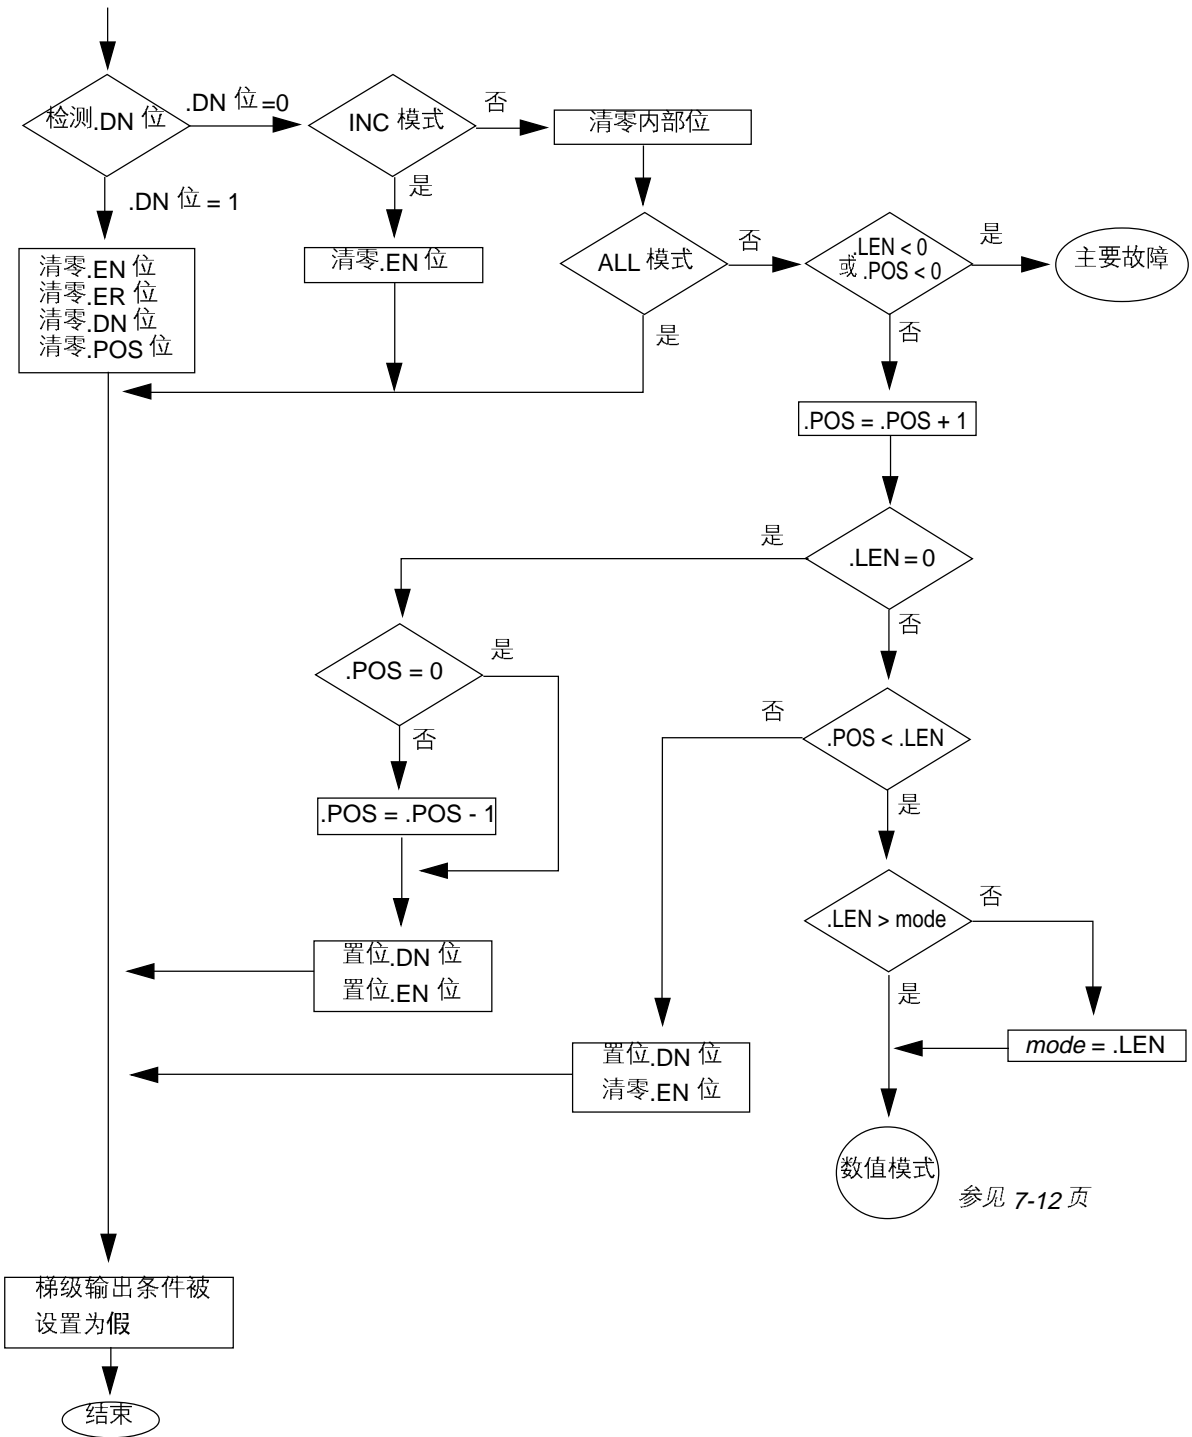 检测.DN 位
.DN 位=0
INC 模式
否
清零内部位
.DN 位 = 1
是
清零.EN 位
清零.ER 位
清零.DN 位
清零.POS 位
清零.EN 位
ALL 模式
否
.LEN < 0
或 .POS < 0
是
主要故障
是
否
.POS = .POS + 1
是
.LEN = 0
否
.POS = 0
是
否
否
.POS < .LEN
是
.POS = .POS - 1
.LEN > mode
否
是
置位.DN 位
置位.EN 位
mode = .LEN
置位.DN 位
清零.EN 位
数值模式
参见 7-12 页
梯级输出条件被
设置为假
结束